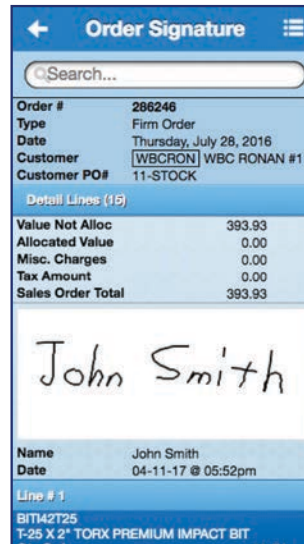 Order Signature
Search...
Order # 286246
Type Firm Order
Date Thursday, July 28, 2016
Customer WBCRON WBC RONAN #1
Customer PO# 11-STOCK
Detail Lines (15)
Value Not Alloc 393.93
Allocated Value 0.00
Misc. Charges 0.00
Tax Amount 0.00
Sales Order Total 393.93
John Smith
Name John Smith
Date 04-11-17 @ 05:52pm
Line # 1
BITI42T25
T-25 X 2" TORX PREMIUM IMPACT BIT